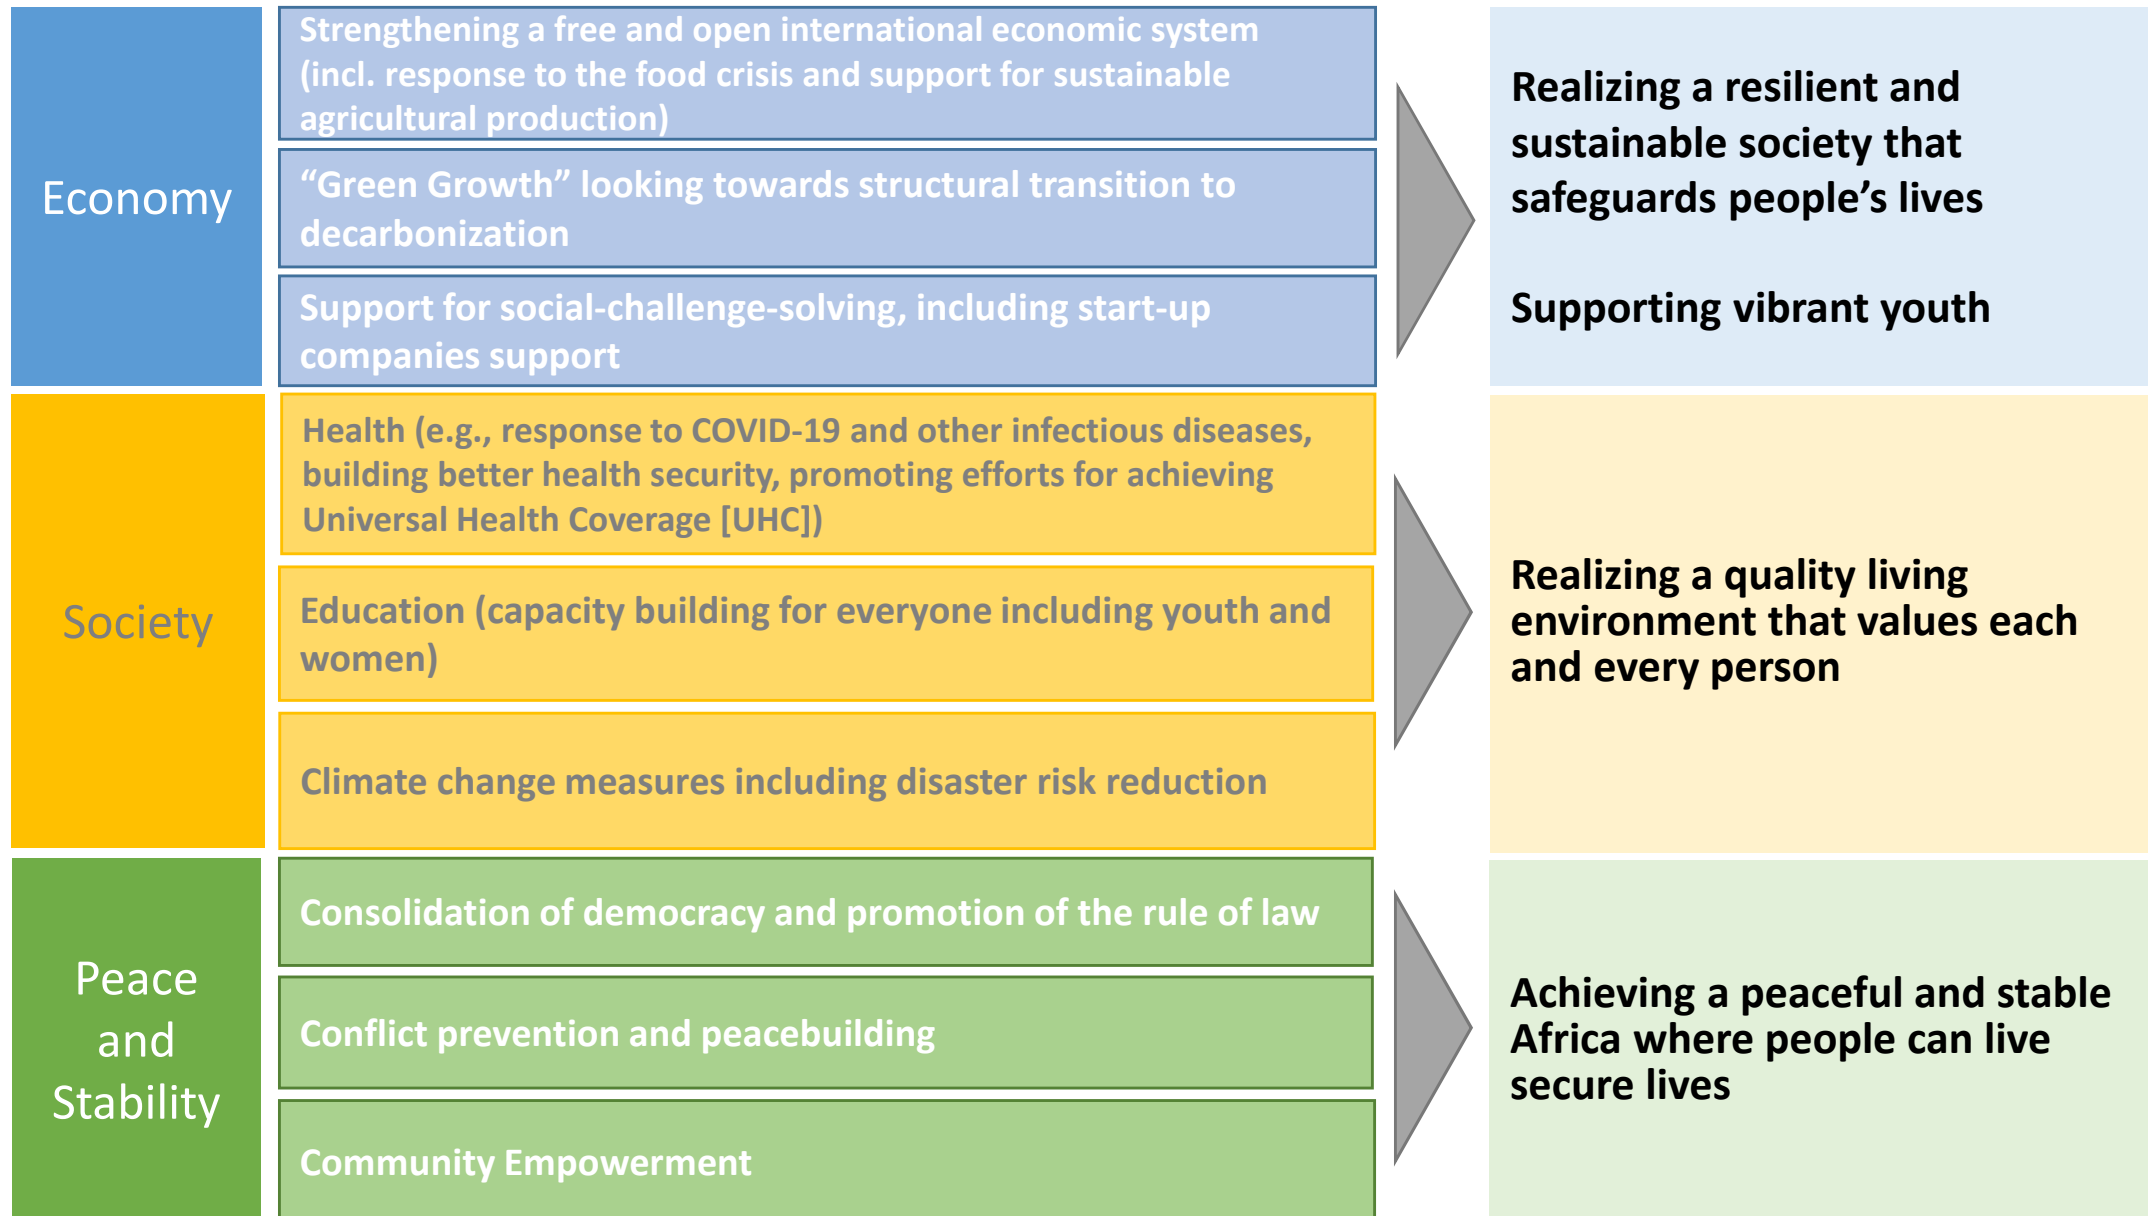 Economy
Strengthening a free and open international economic system
(incl. response to the food crisis and support for sustainable
agricultural production)
“Green Growth” looking towards structural transition to
decarbonization
Support for social-challenge-solving, including start-up
companies support
Realizing a resilient and
sustainable society that
safeguards people’s lives
Supporting vibrant youth
Society
Health (e.g., response to COVID-19 and other infectious diseases,
building better health security, promoting efforts for achieving
Universal Health Coverage [UHC])
Education (capacity building for everyone including youth and
women)
Climate change measures including disaster risk reduction
Realizing a quality living
environment that values each
and every person
Peace
and
Stability
Consolidation of democracy and promotion of the rule of law
Conflict prevention and peacebuilding
Community Empowerment
Achieving a peaceful and stable
Africa where people can live
secure lives